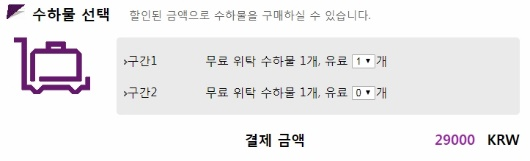 수하물 선택 할인된 금액으로 수하물을 구매하실 수 있습니다.
›구간1 무료 위탁 수하물 1개, 유료 1 개
›구간2 무료 위탁 수하물 1개, 유료 0 개
결제 금액 29000 KRW